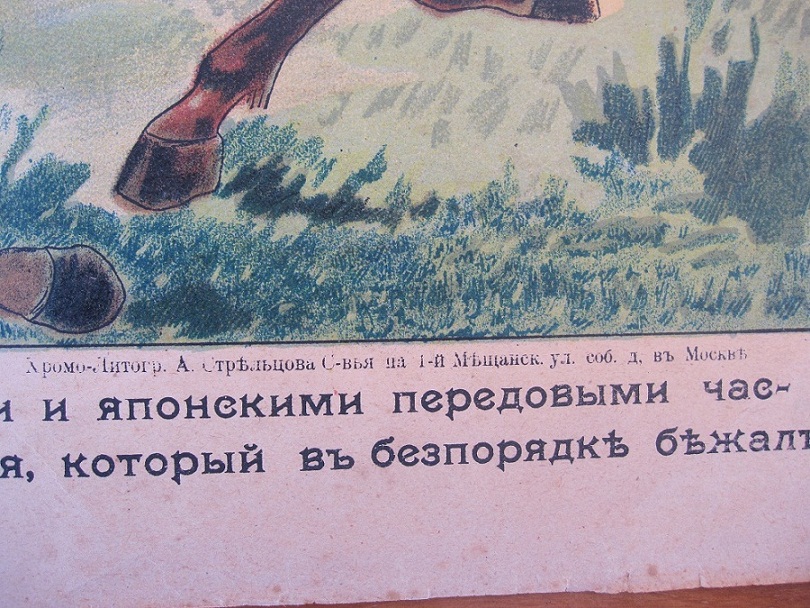 Хромо-Литогр. А. Стрѣльцова С-вья на 1-й Мѣщанск. ул. соб. д. въ Москвѣ
и и японскими передовыми час-
я, который въ безпорядкѣ бѣжалъ